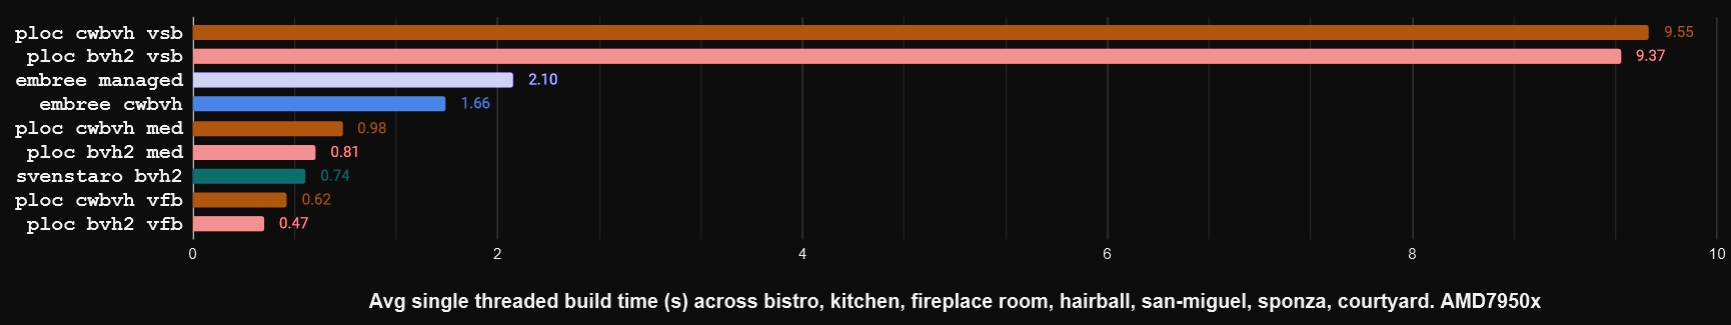 ploc cwbvh vsb 9.55
ploc bvh2 vsb 9.37
embree managed 2.10
embree cwbvh 1.66
ploc cwbvh med 0.98
ploc bvh2 med 0.81
svenstaro bvh2 0.74
ploc cwbvh vfb 0.62
ploc bvh2 vfb 0.47
0 2 4 6 8 10
Avg single threaded build time (s) across bistro, kitchen, fireplace room, hairball, san-miguel, sponza, courtyard. AMD7950x